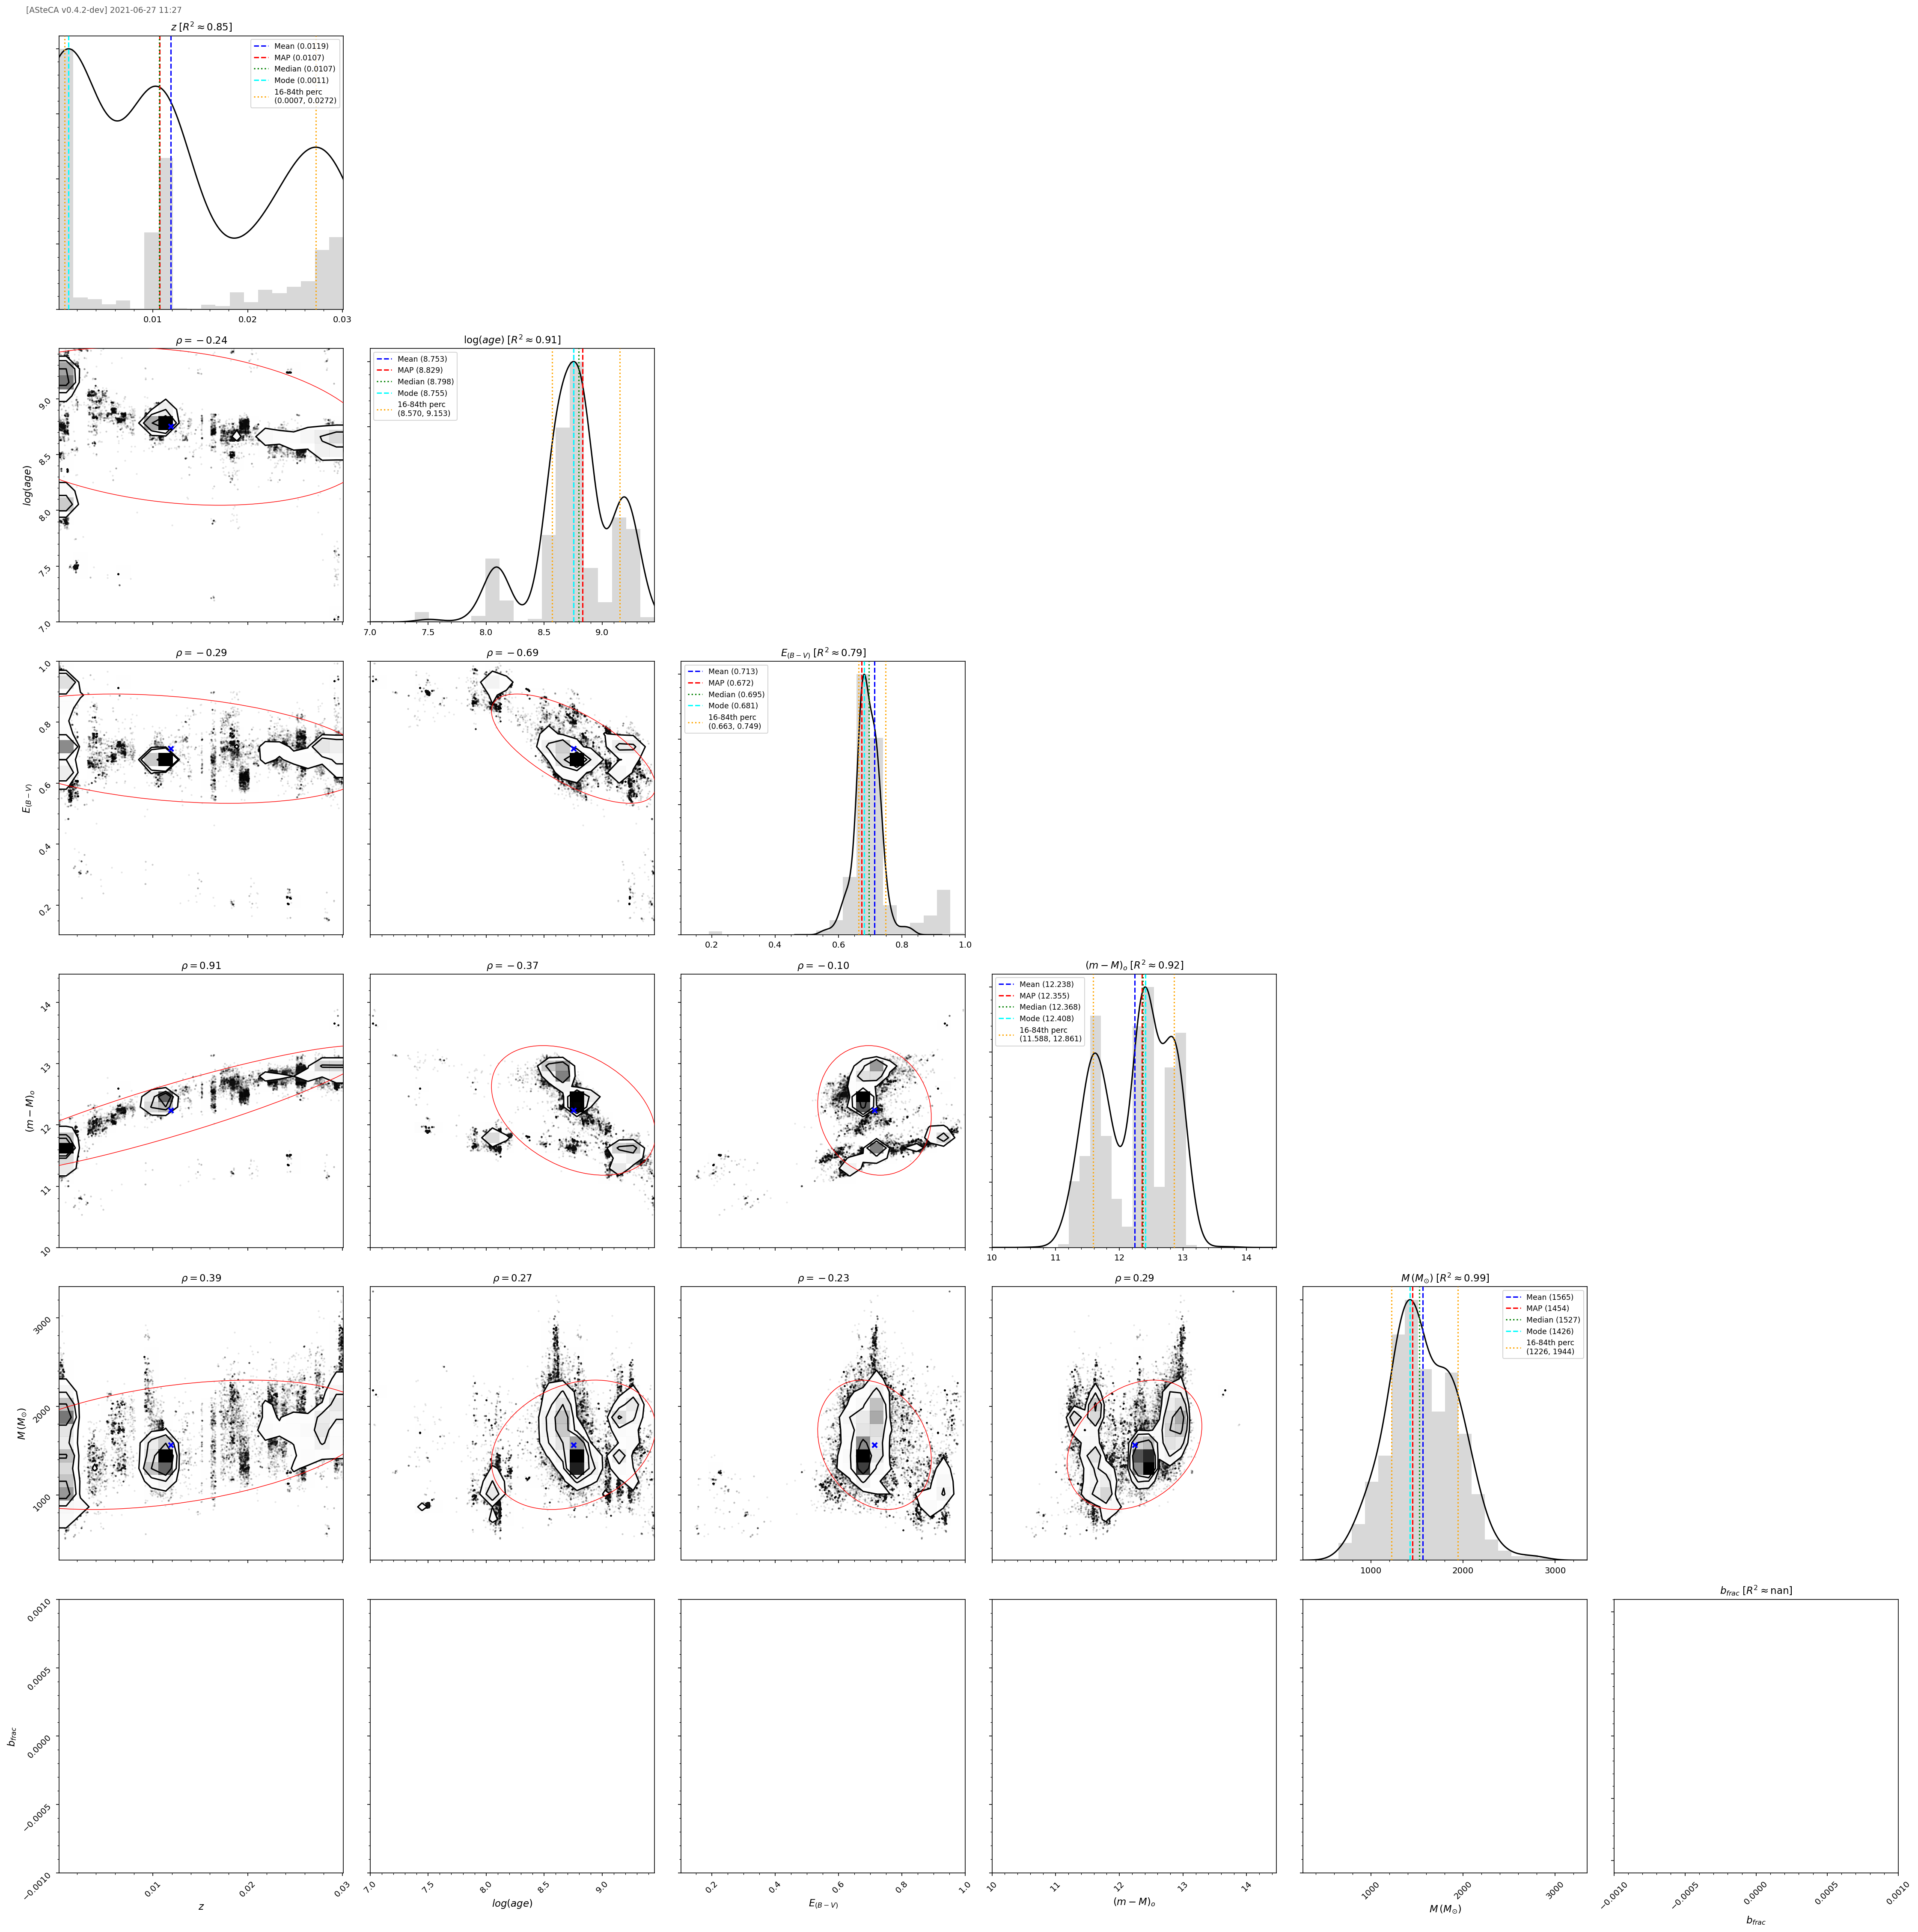 [ASteCA v0.4.2-dev] 2021-06-27 11:27
z [R² ≈ 0.85]
Mean (0.0119)
MAP (0.0107)
Median (0.0107)
Mode (0.0011)
16-84th perc
(0.0007, 0.0272)
0.01 0.02 0.03
ρ = −0.24
log(age) [R² ≈ 0.91]
Mean (8.753)
MAP (8.829)
Median (8.798)
Mode (8.755)
16-84th perc
(8.570, 9.153)
log(age)
9.0
8.5
8.0
7.5
7.0
7.0 7.5 8.0 8.5 9.0
ρ = −0.29
ρ = −0.69
E(B−V) [R² ≈ 0.79]
Mean (0.713)
MAP (0.672)
Median (0.695)
Mode (0.681)
16-84th perc
(0.663, 0.749)
E(B−V)
1.0
0.8
0.6
0.4
0.2
0.2 0.4 0.6 0.8 1.0
ρ = 0.91
ρ = −0.37
ρ = −0.10
(m − M)ₒ [R² ≈ 0.92]
Mean (12.238)
MAP (12.355)
Median (12.368)
Mode (12.408)
16-84th perc
(11.588, 12.861)
(m − M)ₒ
14
13
12
11
10
10 11 12 13 14
ρ = 0.39
ρ = 0.27
ρ = −0.23
ρ = 0.29
M (M⊙) [R² ≈ 0.99]
Mean (1565)
MAP (1454)
Median (1527)
Mode (1426)
16-84th perc
(1226, 1944)
M (M⊙)
3000
2000
1000
1000 2000 3000
b_frac [R² ≈ nan]
b_frac
0.0010
0.0005
0.0000
−0.0005
−0.0010
0.01 0.02 0.03
z
7.0 7.5 8.0 8.5 9.0
log(age)
0.2 0.4 0.6 0.8 1.0
E(B−V)
10 11 12 13 14
(m − M)ₒ
1000 2000 3000
M (M⊙)
−0.0010 −0.0005 0.0000 0.0005 0.0010
b_frac